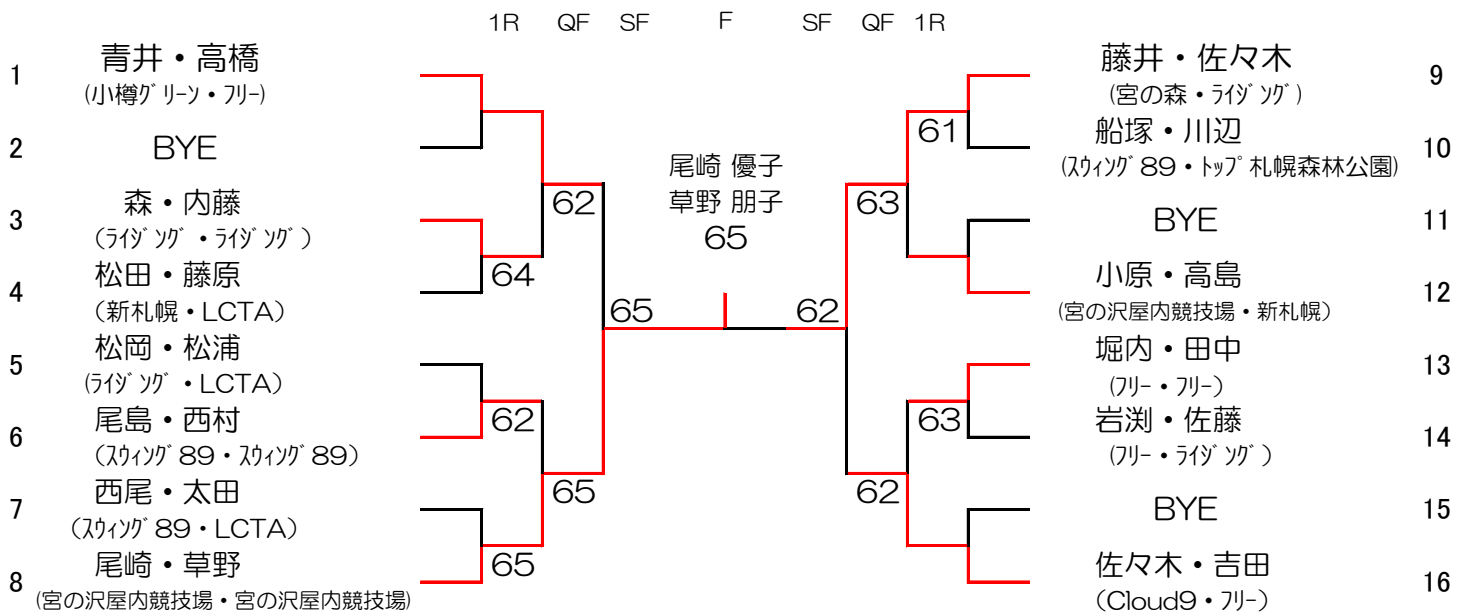 1R QF SF F SF QF 1R
1 青井・高橋
(小樽グリーン・フリー)
2 BYE
3 森・内藤
(ライジング・ライジング)
4 松田・藤原
(新札幌・LCTA)
5 松岡・松浦
(ライジング・LCTA)
6 尾島・西村
(スウィング89・スウィング89)
7 西尾・太田
(スウィング89・LCTA)
8 尾崎・草野
(宮の沢屋内競技場・宮の沢屋内競技場)
64
62
65
62
65
65
尾崎 優子
草野 朋子
65
62
63
62
61
63
藤井・佐々木 9
(宮の森・ライジング)
船塚・川辺 10
(スウィング89・トップ札幌森林公園)
BYE 11
小原・高島 12
(宮の沢屋内競技場・新札幌)
堀内・田中 13
(フリー・フリー)
岩渕・佐藤 14
(フリー・ライジング)
BYE 15
佐々木・吉田 16
(Cloud9・フリー)